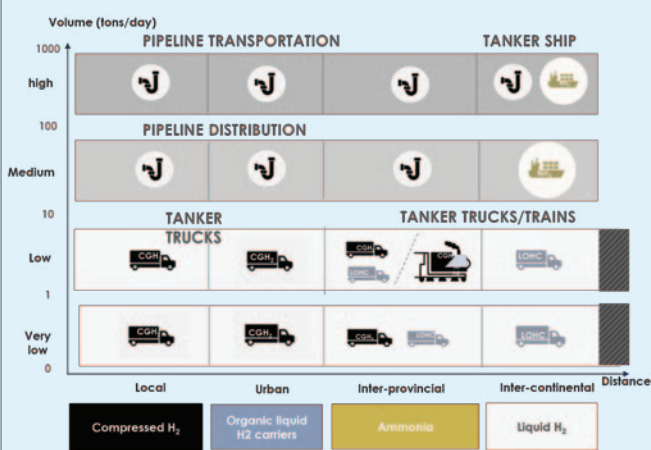 Volume (tons/day)
1000
PIPELINE TRANSPORTATION
TANKER SHIP
high
100
PIPELINE DISTRIBUTION
Medium
10
TANKER
TRUCKS
TANKER TRUCKS/TRAINS
CGH
CGH₂
CGH₂
LOHC
CGH
LOHC
Low
1
CGH
CGH₂
CGH₂
LOHC
LOHC
Very
low
0
Local
Urban
Inter-provincial
Inter-continental
Distance
Compressed H₂
Organic liquid
H2 carriers
Ammonia
Liquid H₂